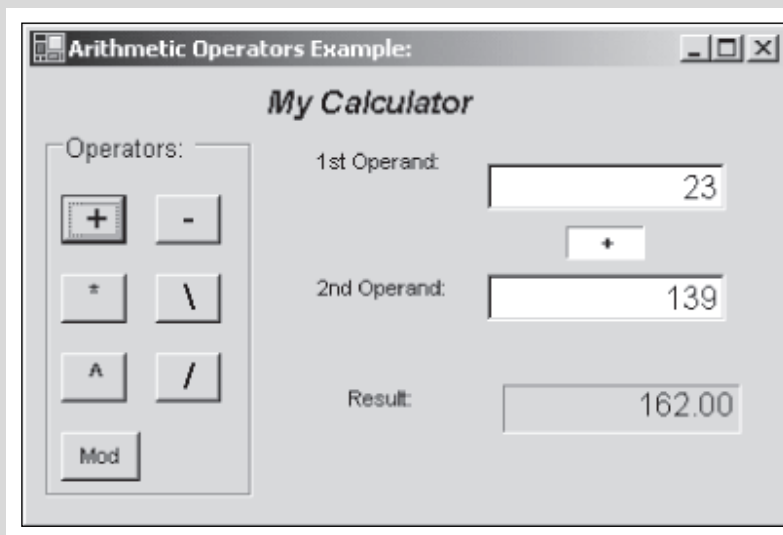 Arithmetic Operators Example:
My Calculator
Operators:
1st Operand:
23
+ -
+
* \
2nd Operand:
139
^ /
Result:
162.00
Mod